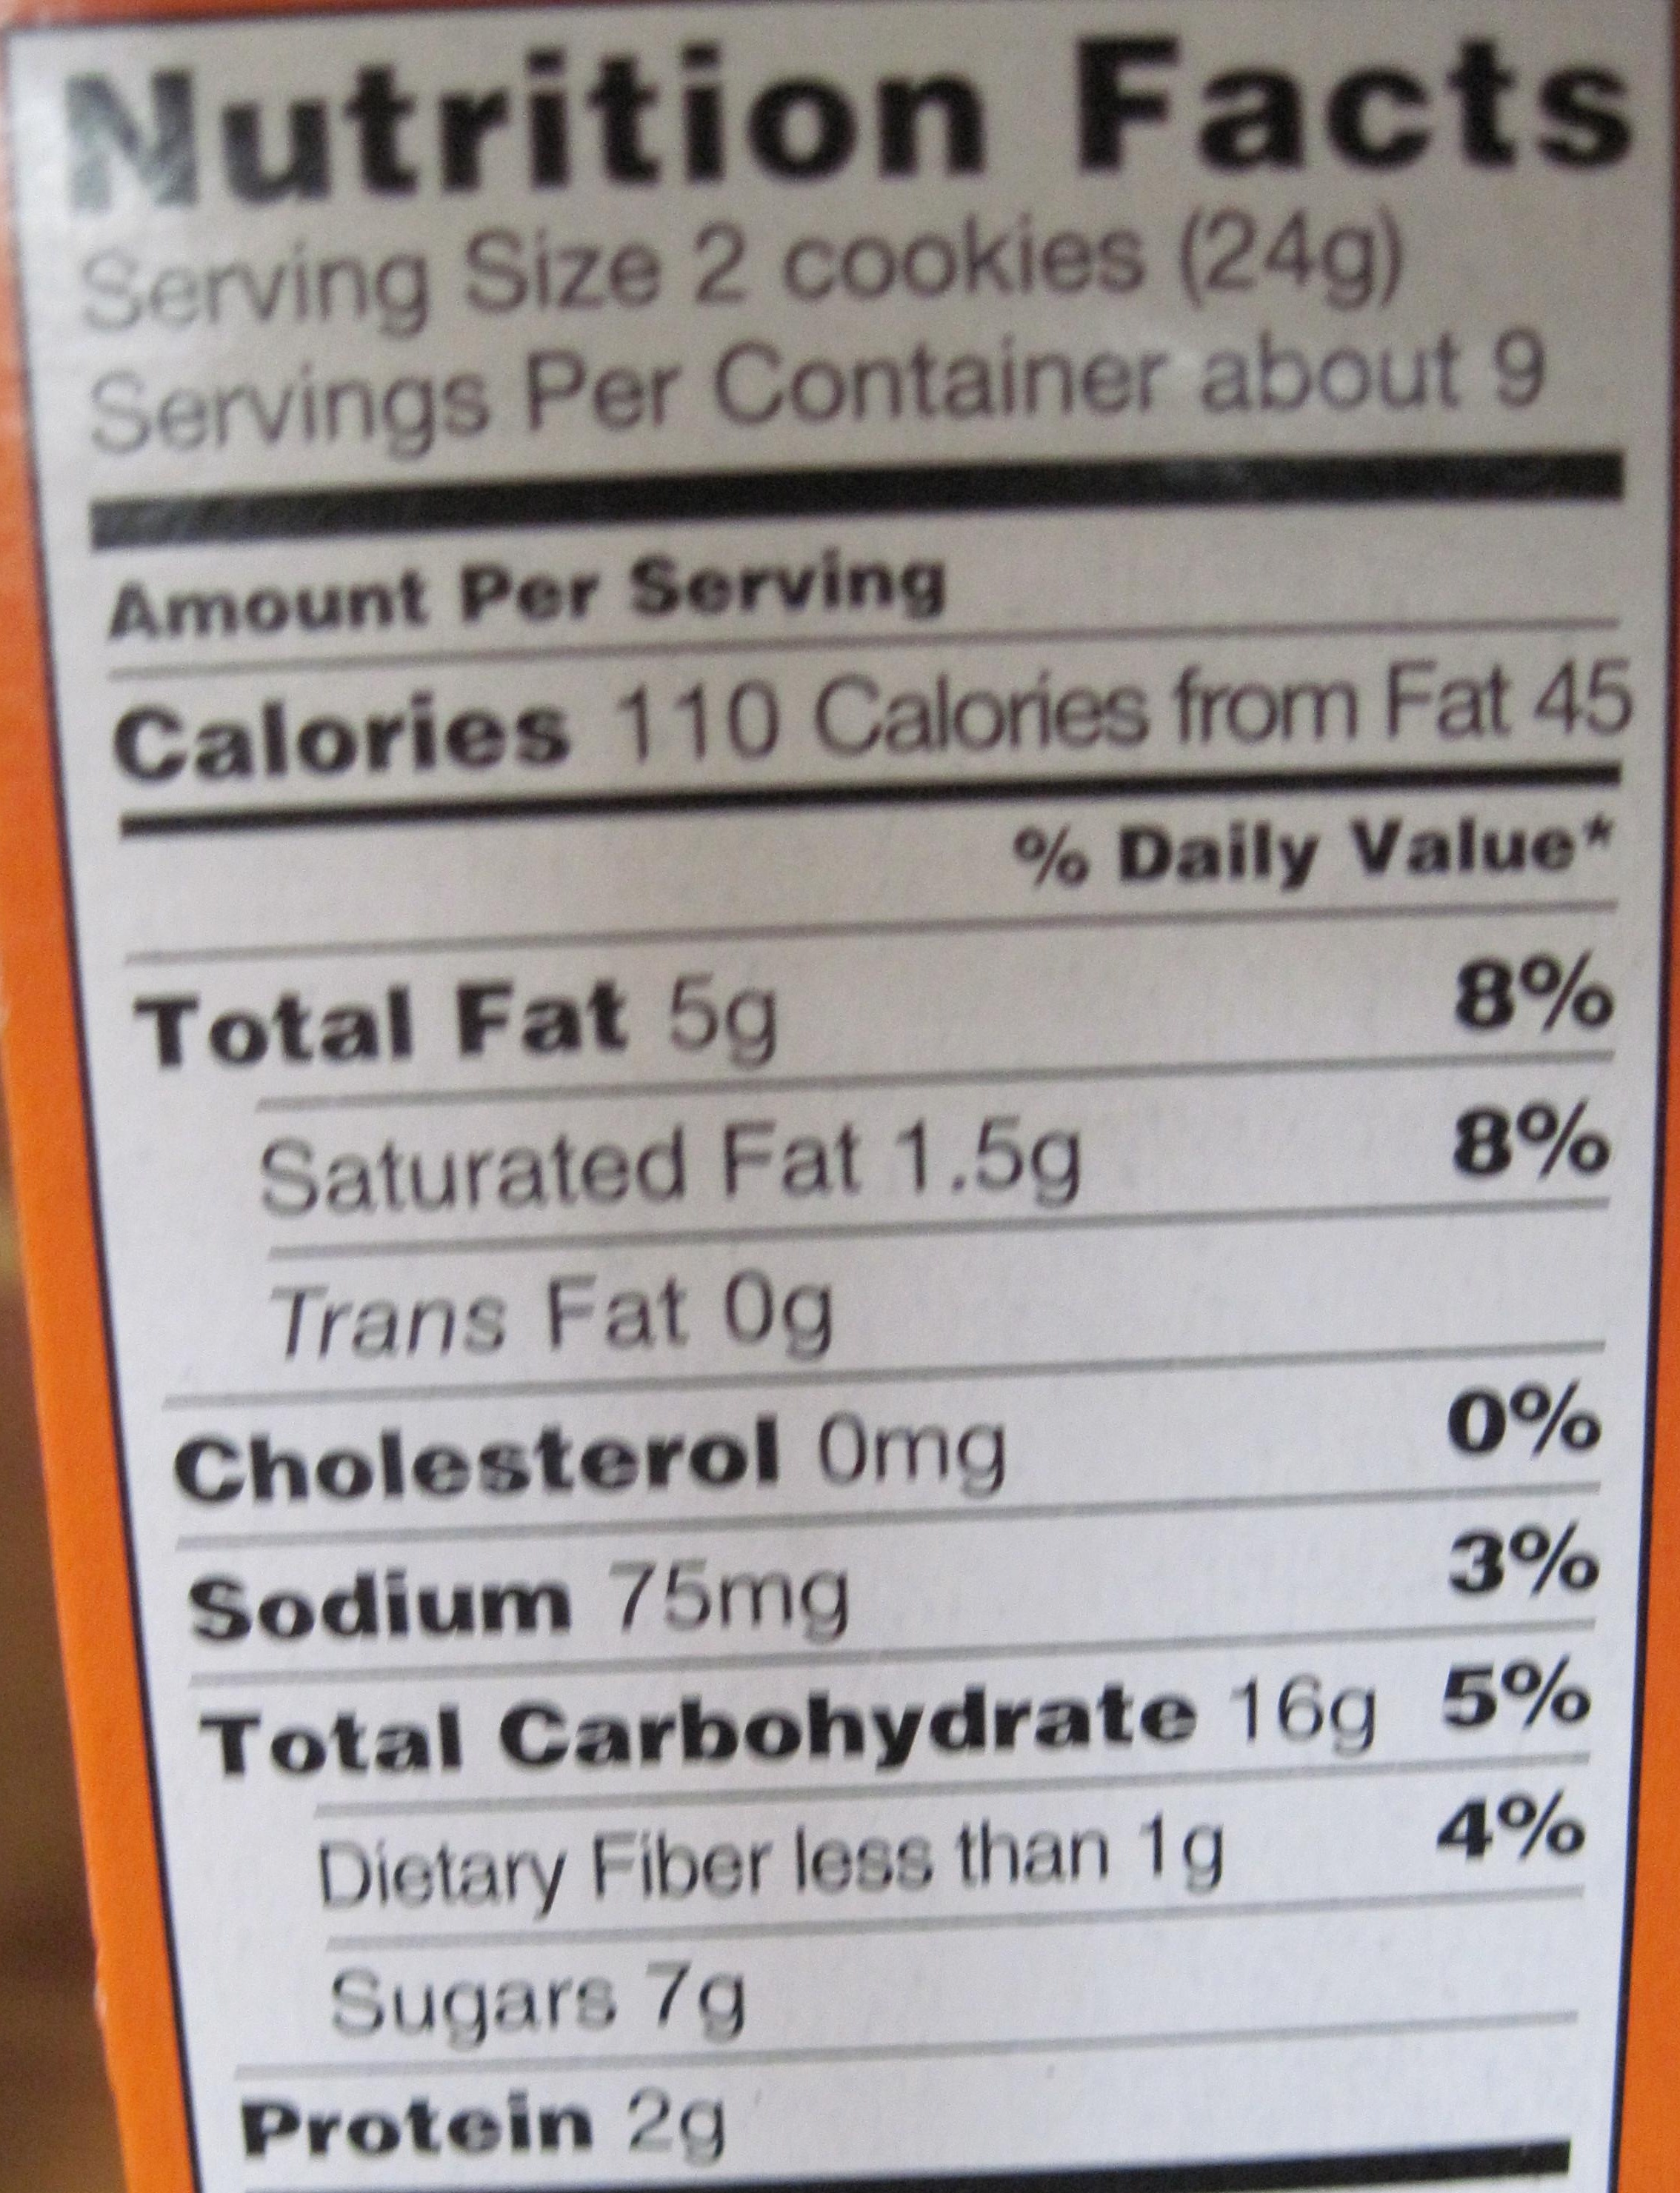 Nutrition Facts
Serving Size 2 cookies (24g)
Servings Per Container about 9
Amount Per Serving
Calories 110 Calories from Fat 45
% Daily Value*
Total Fat 5g 8%
Saturated Fat 1.5g 8%
Trans Fat 0g
Cholesterol 0mg 0%
Sodium 75mg 3%
Total Carbohydrate 16g 5%
Dietary Fiber less than 1g 4%
Sugars 7g
Protein 2g